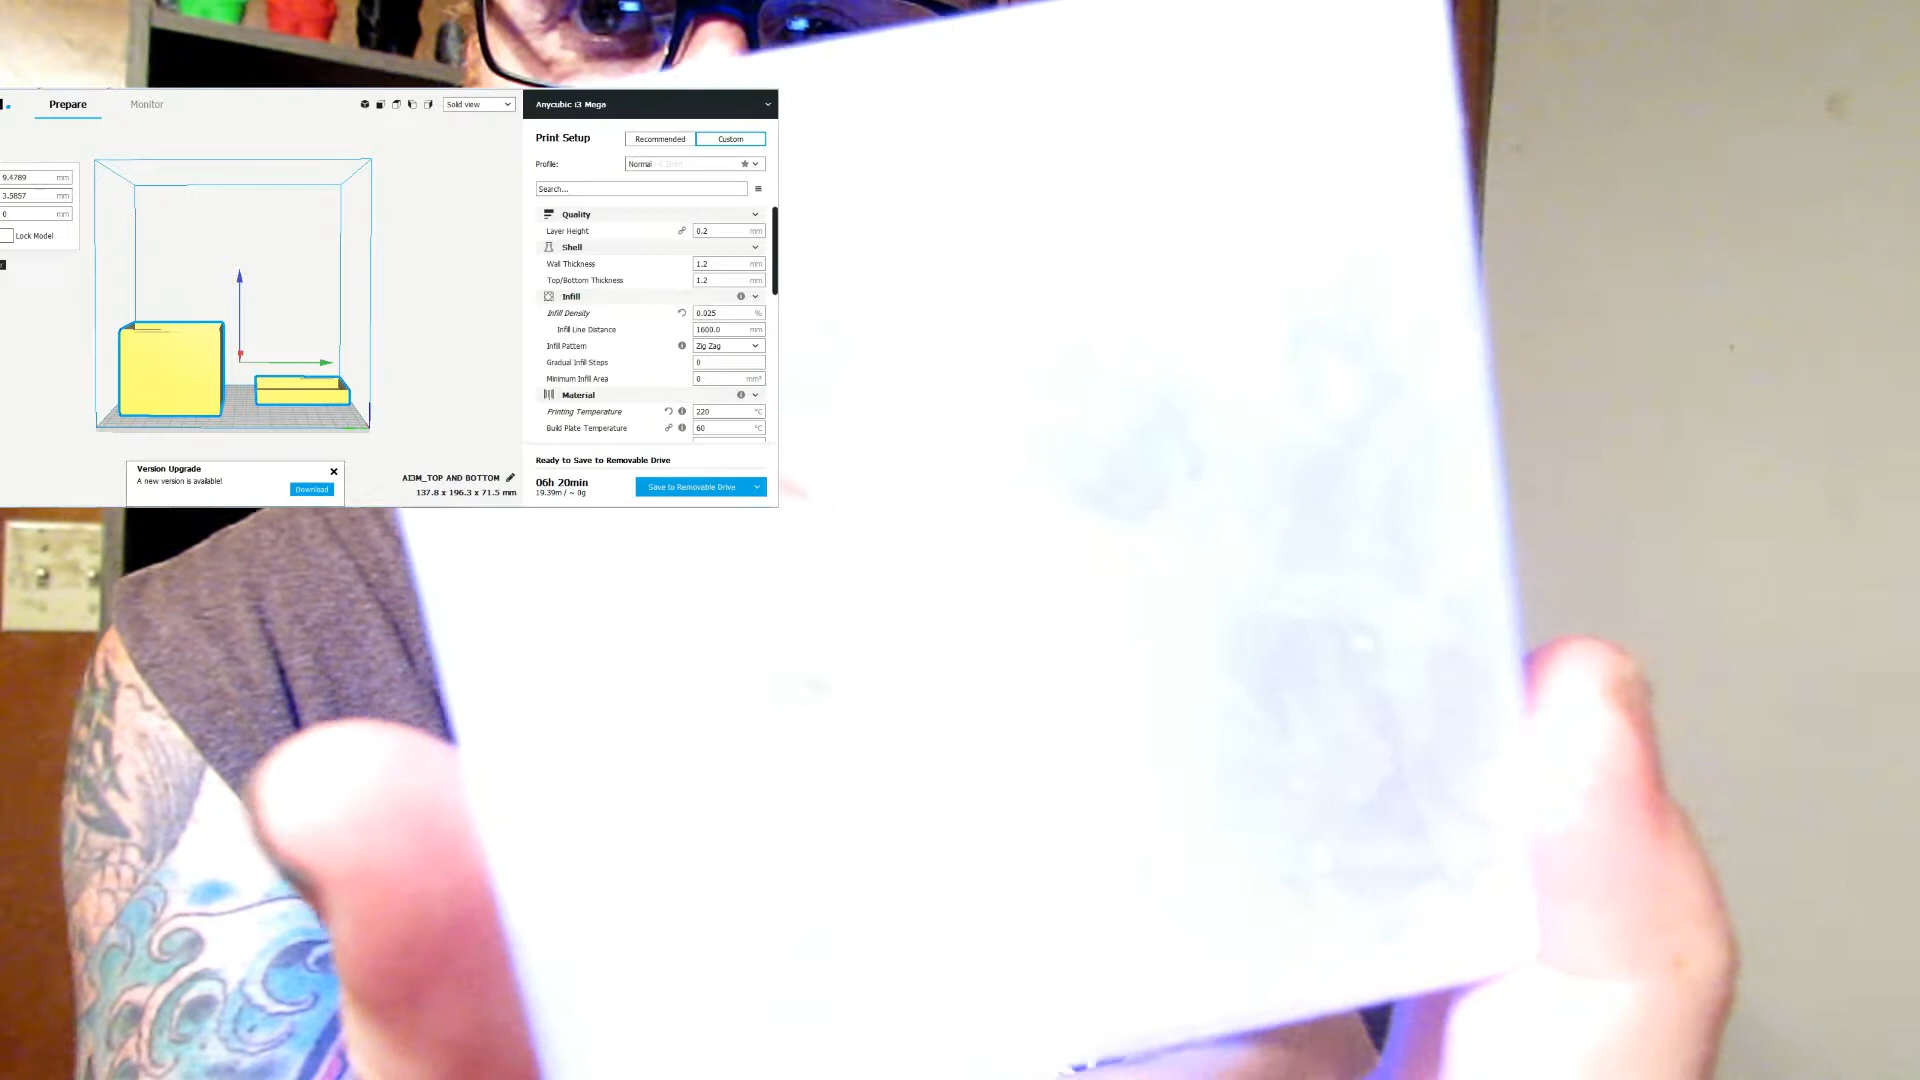 Prepare Monitor Solid view Anycubic i3 Mega
Print Setup Recommended Custom
Profile: Normal
9.4789 mm
3.5857 mm
0 mm
Lock Model
Search...
Quality
Layer Height 0.2 mm
Shell
Wall Thickness 1.2 mm
Top/Bottom Thickness 1.2 mm
Infill
Infill Density 0.025 %
Infill Line Distance 1600.0 mm
Infill Pattern Zig Zag
Gradual Infill Steps 0
Minimum Infill Area 0 mm²
Material
Printing Temperature 220 °C
Build Plate Temperature 60 °C
Version Upgrade
A new version is available!
Download
AI3M_TOP AND BOTTOM
137.8 x 196.3 x 71.5 mm
Ready to Save to Removable Drive
06h 20min
19.39m / ~ 0g
Save to Removable Drive